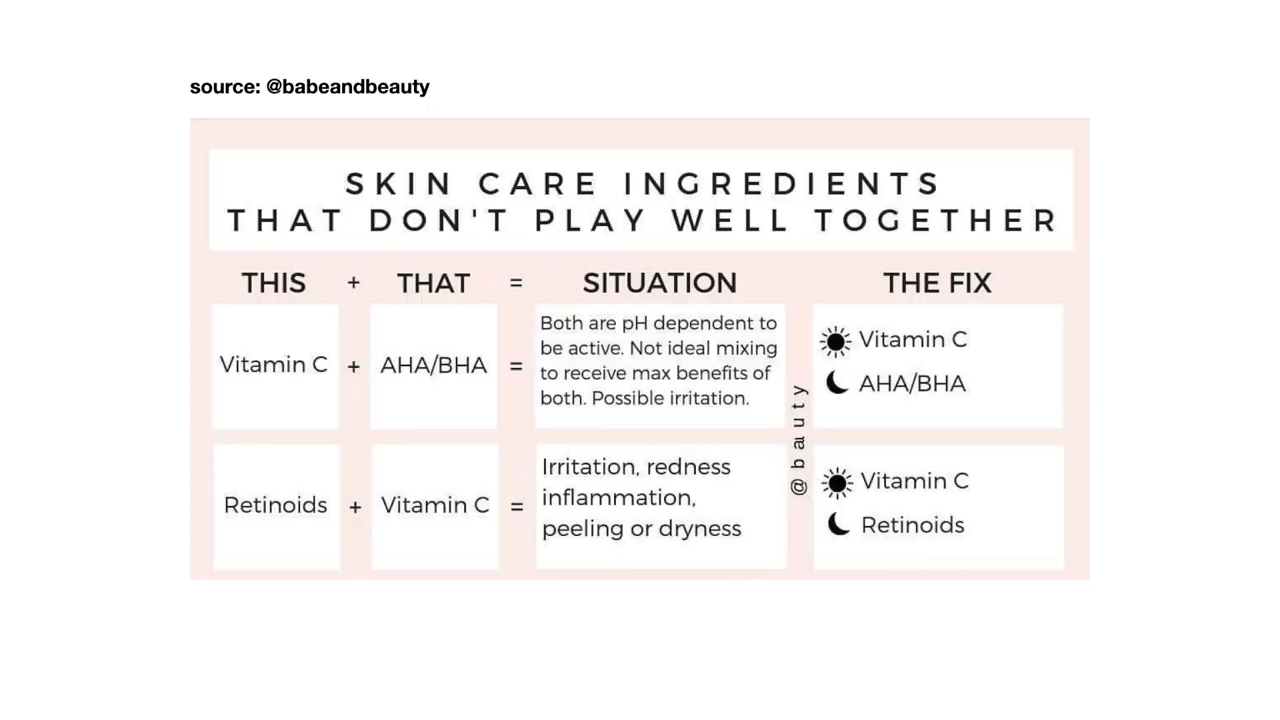 source: @babeandbeauty
SKIN CARE INGREDIENTS
THAT DON'T PLAY WELL TOGETHER
THIS + THAT = SITUATION THE FIX
Vitamin C + AHA/BHA =
Both are pH dependent to
be active. Not ideal mixing
to receive max benefits of
both. Possible irritation.
Vitamin C
AHA/BHA
@bauty
Retinoids + Vitamin C =
Irritation, redness
inflammation,
peeling or dryness
Vitamin C
Retinoids